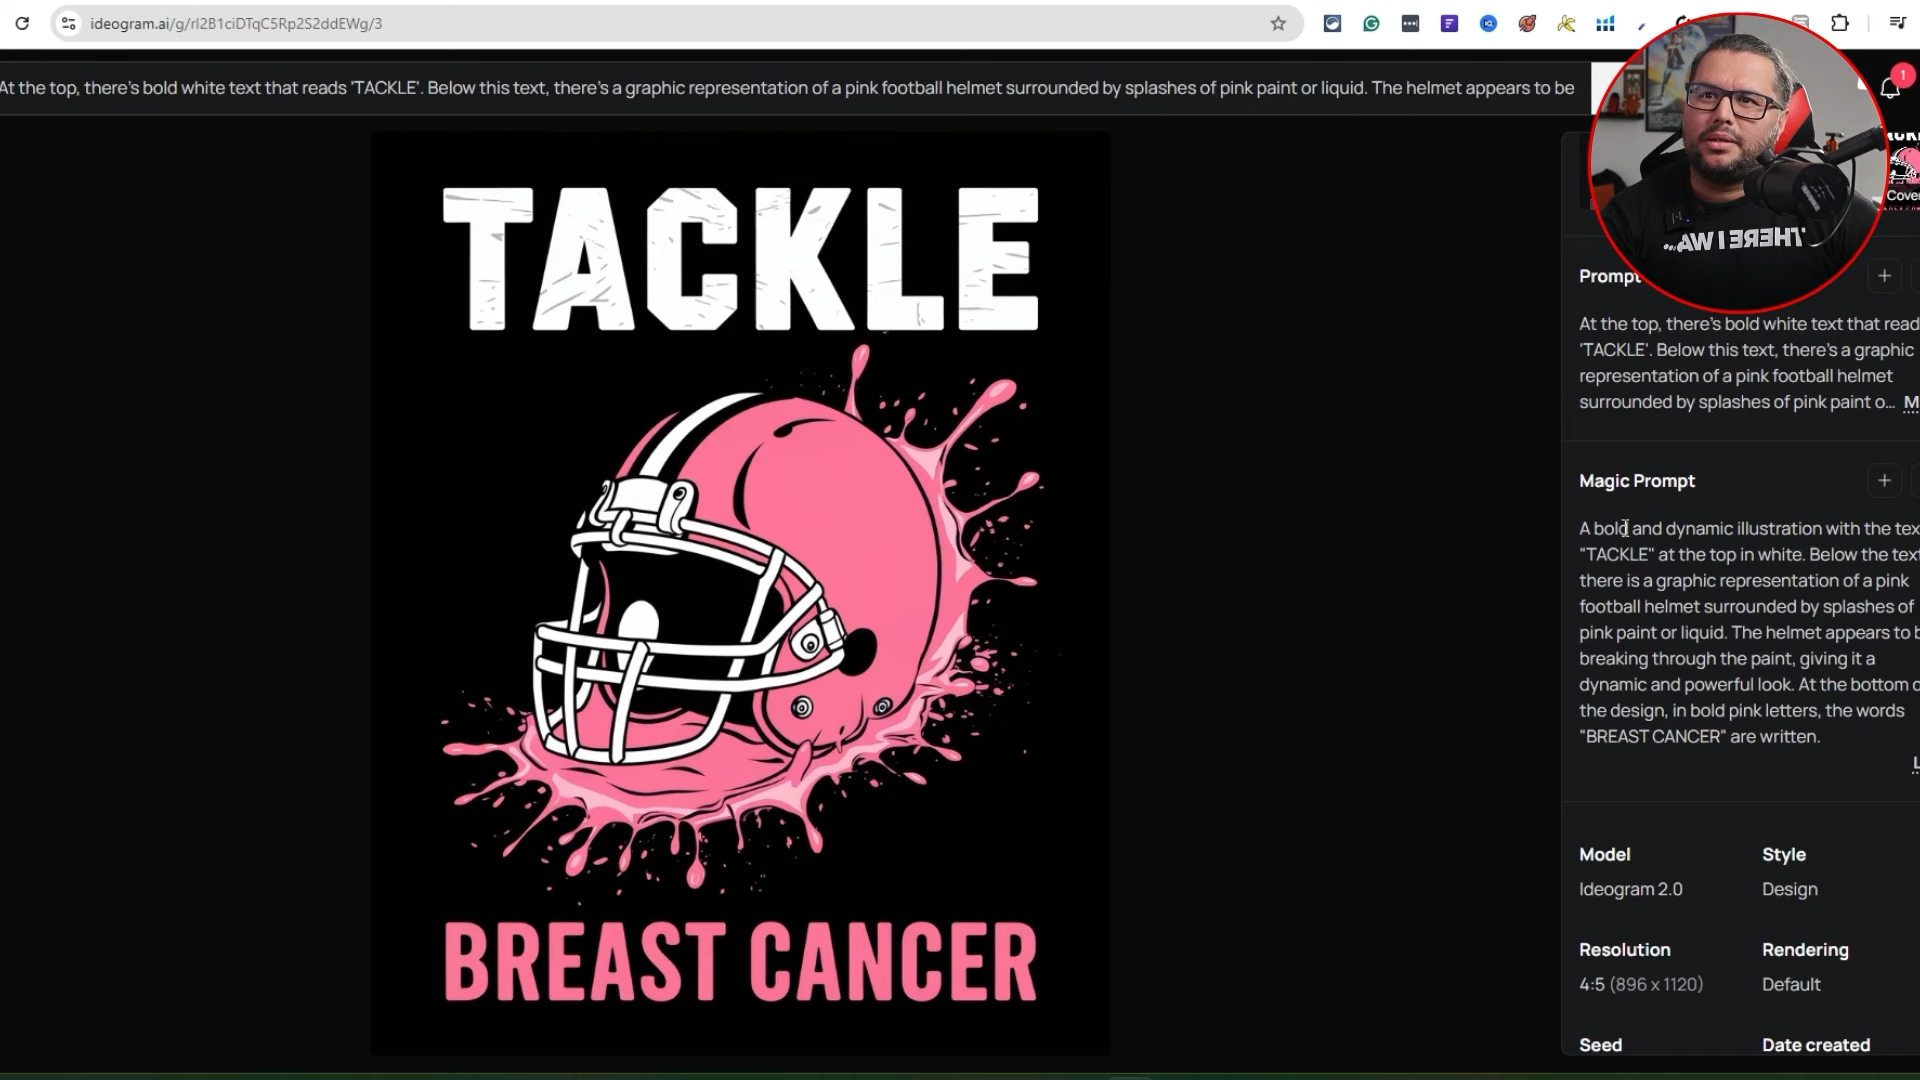 ideogram.ai/g/rl2B1ciDTqC5Rp2S2ddEWg/3
At the top, there's bold white text that reads 'TACKLE'. Below this text, there's a graphic representation of a pink football helmet surrounded by splashes of pink paint or liquid. The helmet appears to be
1
TACKLE
BREAST CANCER
THERE I WA...
Cover
Prompt
At the top, there's bold white text that read
'TACKLE'. Below this text, there's a graphic
representation of a pink football helmet
surrounded by splashes of pink paint o...
Magic Prompt
A bold and dynamic illustration with the tex
"TACKLE" at the top in white. Below the text
there is a graphic representation of a pink
football helmet surrounded by splashes of
pink paint or liquid. The helmet appears to b
breaking through the paint, giving it a
dynamic and powerful look. At the bottom o
the design, in bold pink letters, the words
"BREAST CANCER" are written.
Model
Style
Ideogram 2.0
Design
Resolution
Rendering
4:5 (896 x 1120)
Default
Seed
Date created